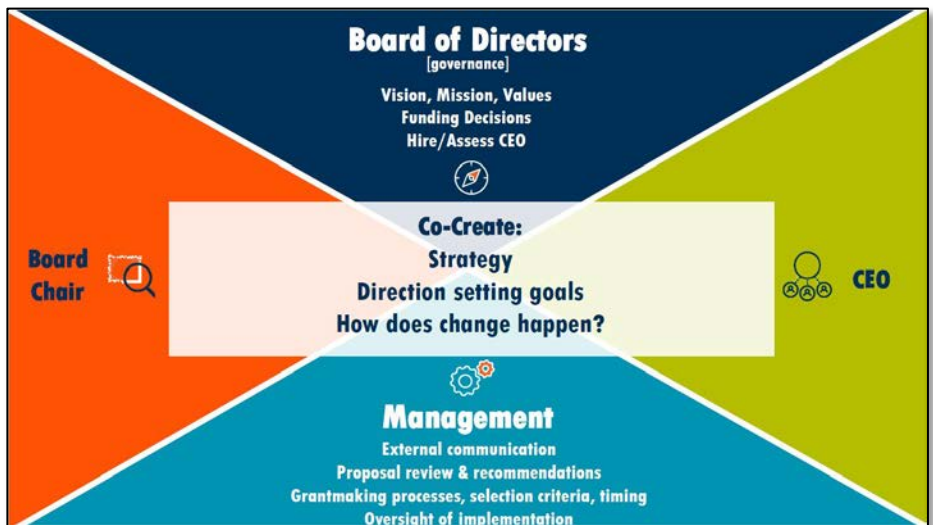 Board of Directors
[governance]
Vision, Mission, Values
Funding Decisions
Hire/Assess CEO
Board
Chair
Co-Create:
Strategy
Direction setting goals
How does change happen?
CEO
Management
External communication
Proposal review & recommendations
Grantmaking processes, selection criteria, timing
Oversight of implementation